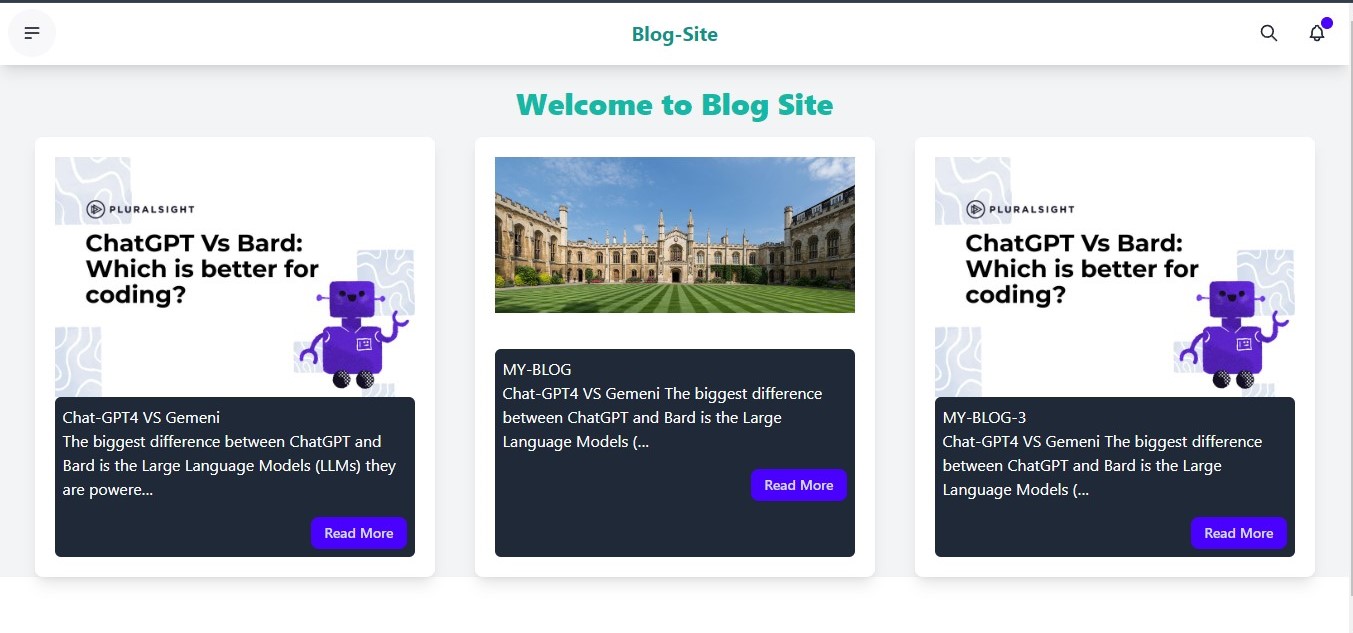 Blog-Site
Welcome to Blog Site
PLURALSIGHT
ChatGPT Vs Bard:
Which is better for
coding?
Chat-GPT4 VS Gemeni
The biggest difference between ChatGPT and
Bard is the Large Language Models (LLMs) they
are powere...
Read More
MY-BLOG
Chat-GPT4 VS Gemeni The biggest difference
between ChatGPT and Bard is the Large
Language Models (...
Read More
PLURALSIGHT
ChatGPT Vs Bard:
Which is better for
coding?
MY-BLOG-3
Chat-GPT4 VS Gemeni The biggest difference
between ChatGPT and Bard is the Large
Language Models (...
Read More